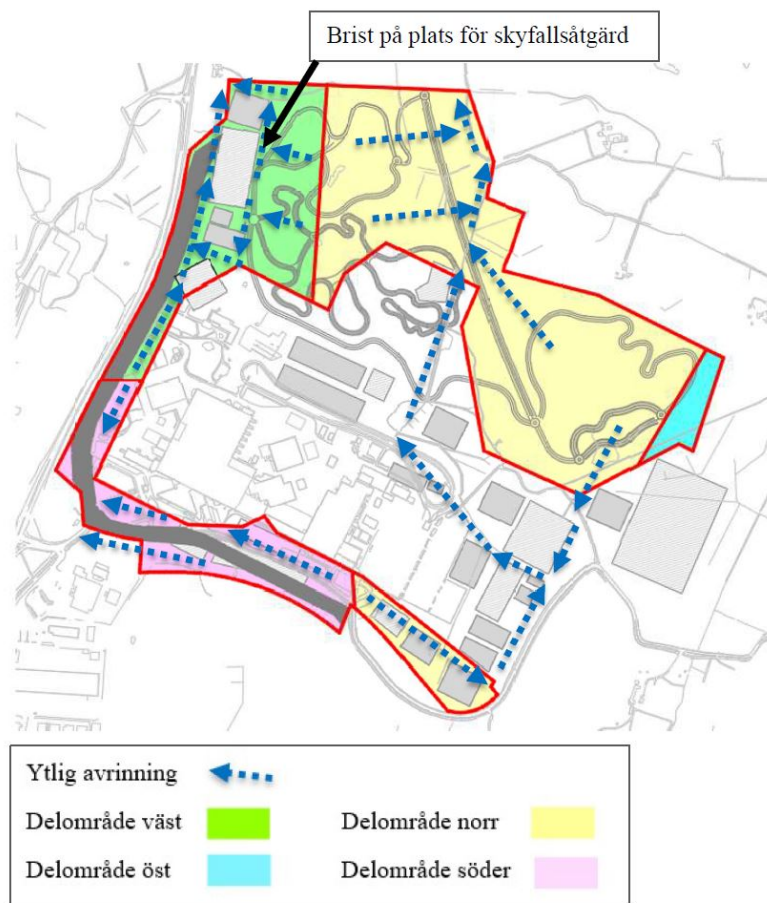 Brist på plats för skyfallsåtgärd
Ytlig avrinning
Delområde väst
Delområde norr
Delområde öst
Delområde söder